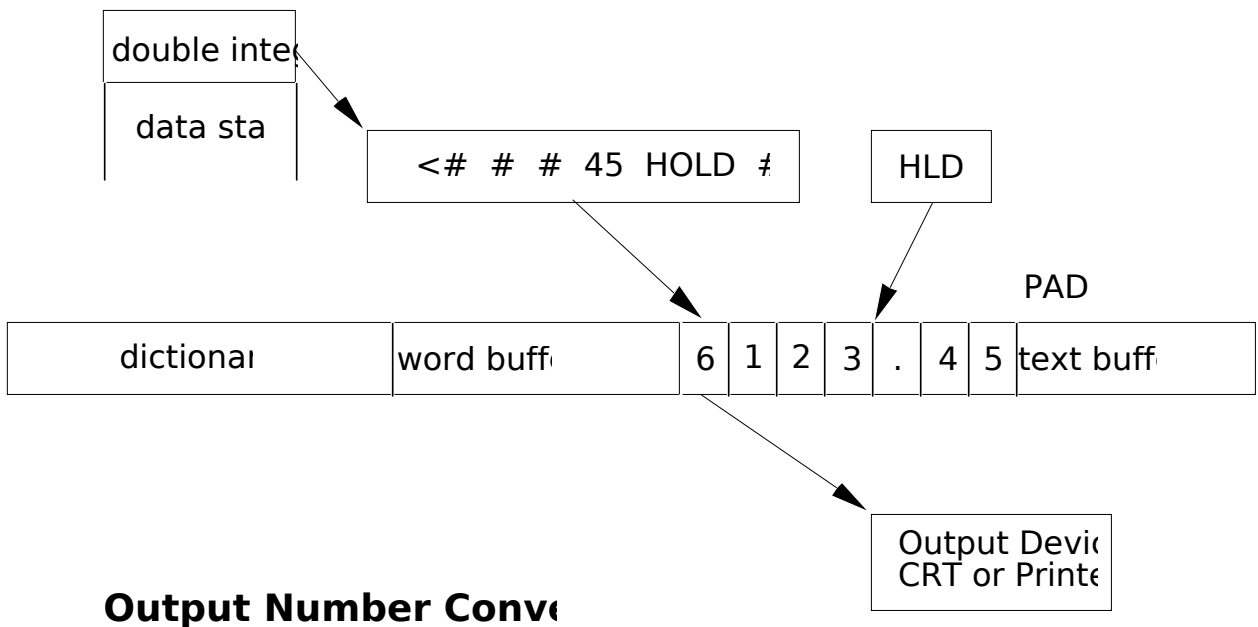 double inte
data sta
<# # # 45 HOLD #
HLD
PAD
dictionar
word buff
6 1 2 3 . 4 5
text buff
Output Devic
CRT or Printe
Output Number Conve